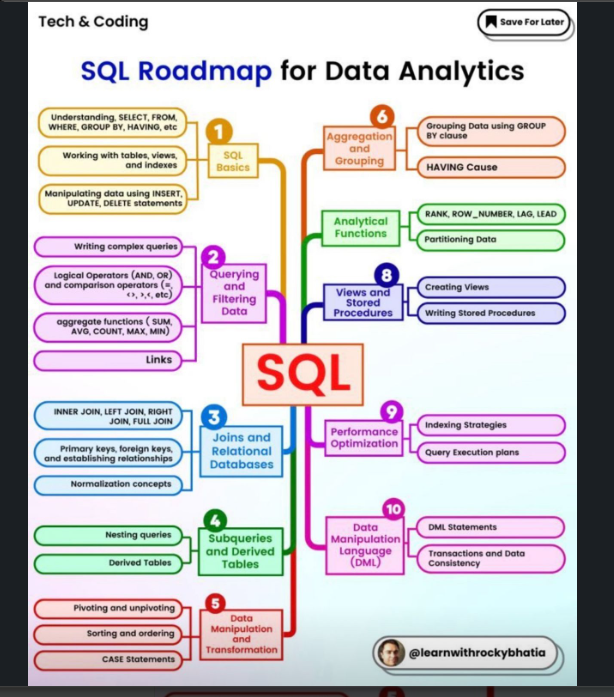 Tech & Coding
Save For Later
SQL Roadmap for Data Analytics
1
SQL
Basics
Understanding, SELECT, FROM,
WHERE, GROUP BY, HAVING, etc
Working with tables, views,
and indexes
Manipulating data using INSERT,
UPDATE, DELETE statements
2
Querying
and
Filtering
Data
Writing complex queries
Logical Operators (AND, OR)
and comparison operators (=,
<>, >,<, etc)
aggregate functions ( SUM,
AVG, COUNT, MAX, MIN)
Links
3
Joins and
Relational
Databases
INNER JOIN, LEFT JOIN, RIGHT
JOIN, FULL JOIN
Primary keys, foreign keys,
and establishing relationships
Normalization concepts
4
Subqueries
and Derived
Tables
Nesting queries
Derived Tables
5
Data
Manipulation
and
Transformation
Pivoting and unpivoting
Sorting and ordering
CASE Statements
SQL
6
Aggregation
and
Grouping
Grouping Data using GROUP
BY clause
HAVING Cause
Analytical
Functions
RANK, ROW_NUMBER, LAG, LEAD
Partitioning Data
8
Views and
Stored
Procedures
Creating Views
Writing Stored Procedures
9
Performance
Optimization
Indexing Strategies
Query Execution plans
10
Data
Manipulation
Language
(DML)
DML Statements
Transactions and Data
Consistency
@learnwithrockybhatia